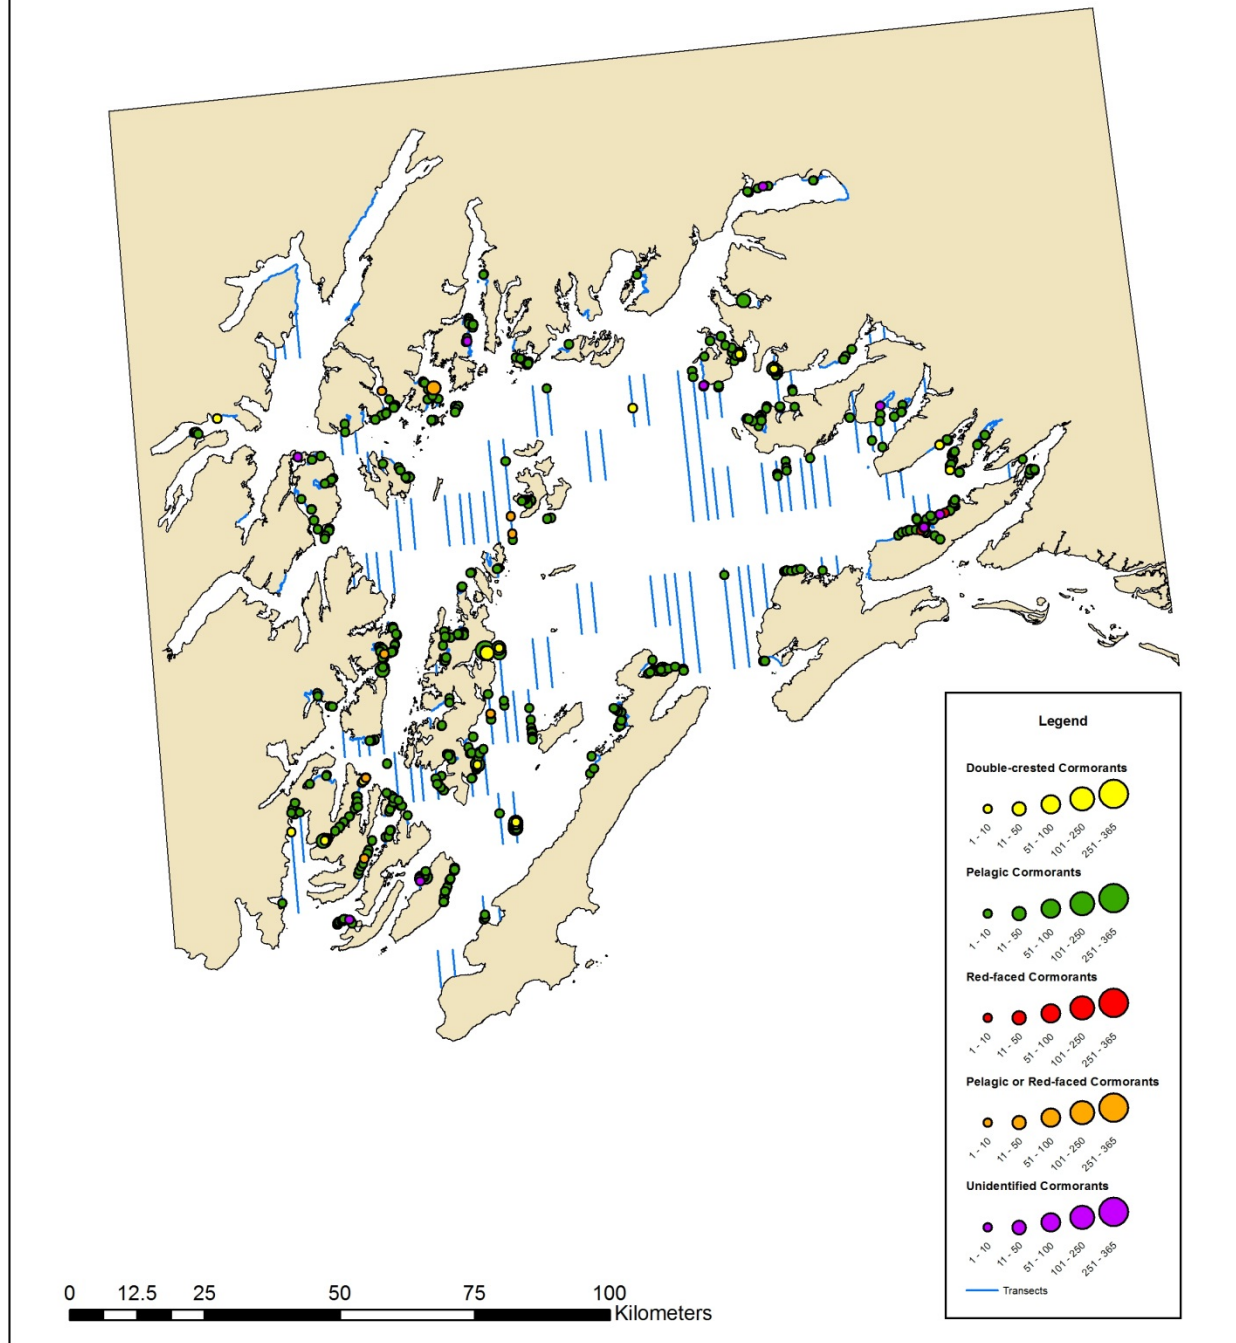 Legend
Double-crested Cormorants
1 - 10 11 - 50 51 - 100 101 - 250 251 - 365
Pelagic Cormorants
1 - 10 11 - 50 51 - 100 101 - 250 251 - 365
Red-faced Cormorants
1 - 10 11 - 50 51 - 100 101 - 250 251 - 365
Pelagic or Red-faced Cormorants
1 - 10 11 - 50 51 - 100 101 - 250 251 - 365
Unidentified Cormorants
1 - 10 11 - 50 51 - 100 101 - 250 251 - 365
Transects
0 12.5 25 50 75 100
Kilometers